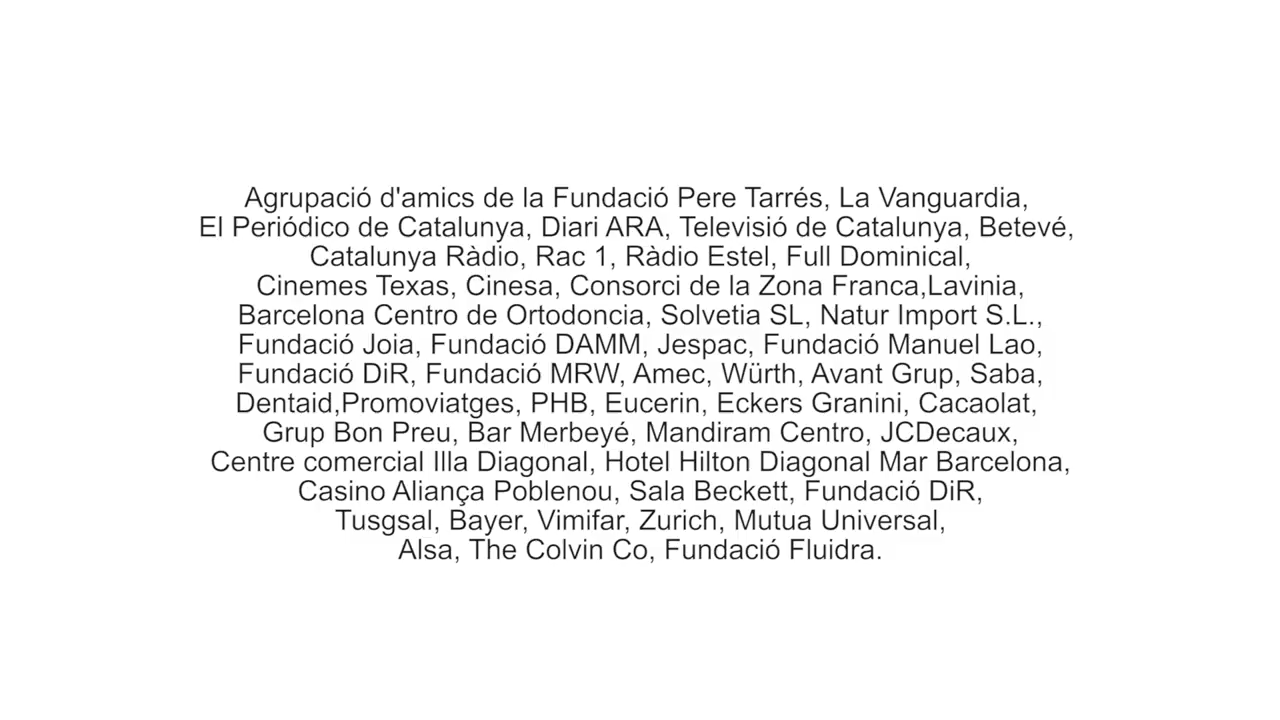 Agrupació d'amics de la Fundació Pere Tarrés, La Vanguardia,
El Periódico de Catalunya, Diari ARA, Televisió de Catalunya, Betevé,
Catalunya Ràdio, Rac 1, Ràdio Estel, Full Dominical,
Cinemes Texas, Cinesa, Consorci de la Zona Franca,Lavinia,
Barcelona Centro de Ortodoncia, Solvetia SL, Natur Import S.L.,
Fundació Joia, Fundació DAMM, Jespac, Fundació Manuel Lao,
Fundació DiR, Fundació MRW, Amec, Würth, Avant Grup, Saba,
Dentaid,Promoviatges, PHB, Eucerin, Eckers Granini, Cacaolat,
Grup Bon Preu, Bar Merbeyé, Mandiram Centro, JCDecaux,
Centre comercial Illa Diagonal, Hotel Hilton Diagonal Mar Barcelona,
Casino Aliança Poblenou, Sala Beckett, Fundació DiR,
Tusgsal, Bayer, Vimifar, Zurich, Mutua Universal,
Alsa, The Colvin Co, Fundació Fluidra.